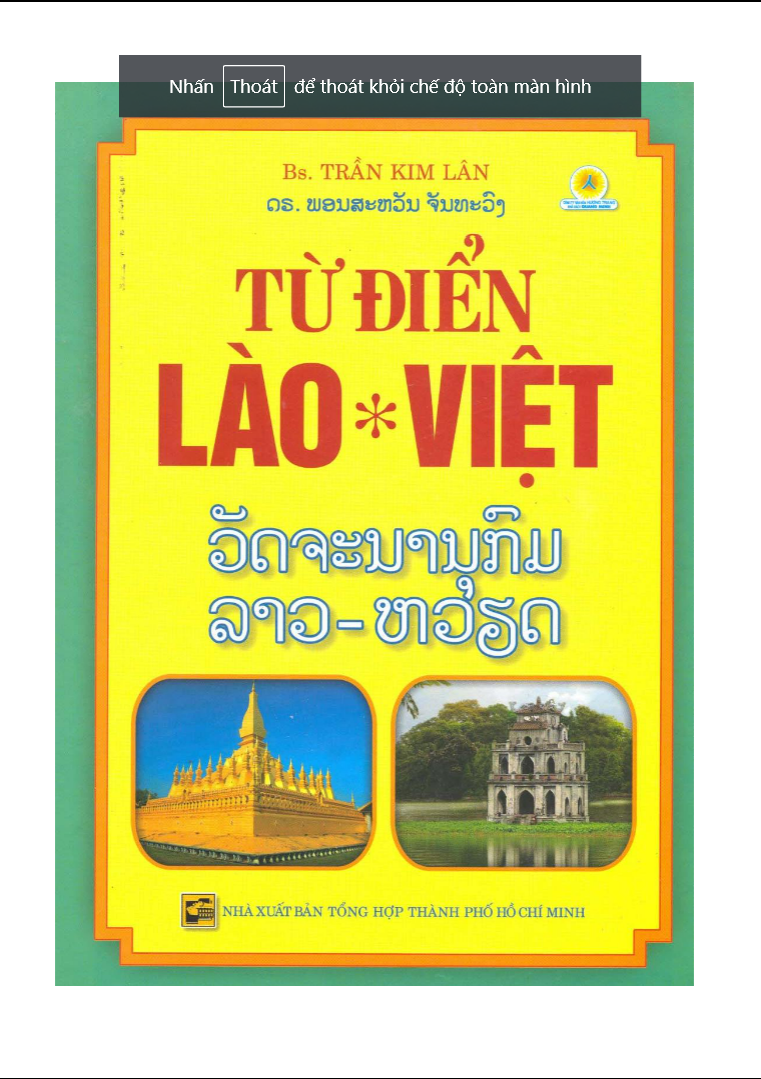 Nhấn Thoát để thoát khỏi chế độ toàn màn hình
Bs. TRẦN KIM LÂN
ດຣ. ພອນສະຫວັນ ຈັນທະວົງ
TỪ ĐIỂN
LÀO * VIỆT
ວັດຈະນານຸກົມ
ລາວ – ຫວຽດ
NHÀ XUẤT BẢN TỔNG HỢP THÀNH PHỐ HỒ CHÍ MINH